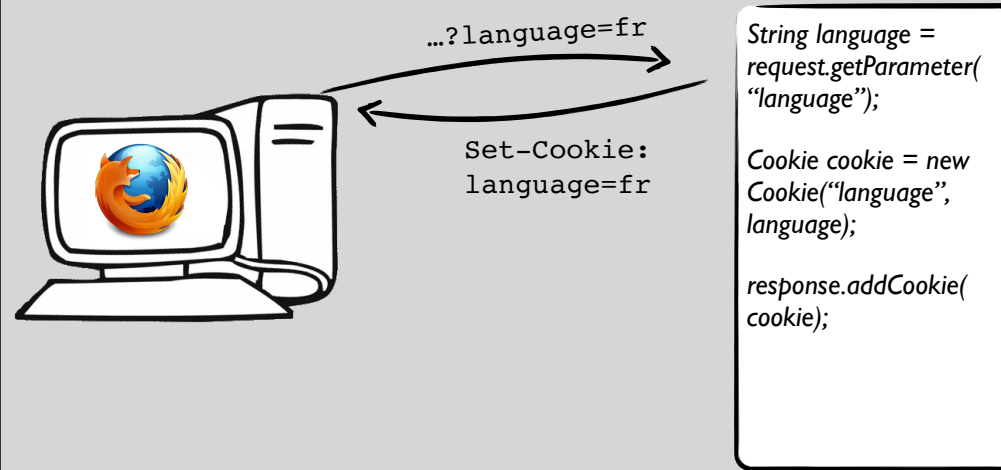 …?language=fr
Set-Cookie:
language=fr
String language =
request.getParameter(
“language”);
Cookie cookie = new
Cookie(“language”,
language);
response.addCookie(
cookie);